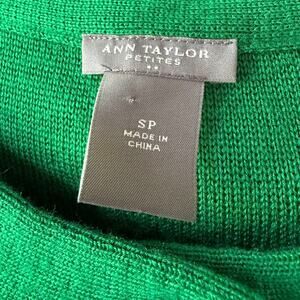 ANN TAYLOR
PETITES
SP
MADE IN
CHINA